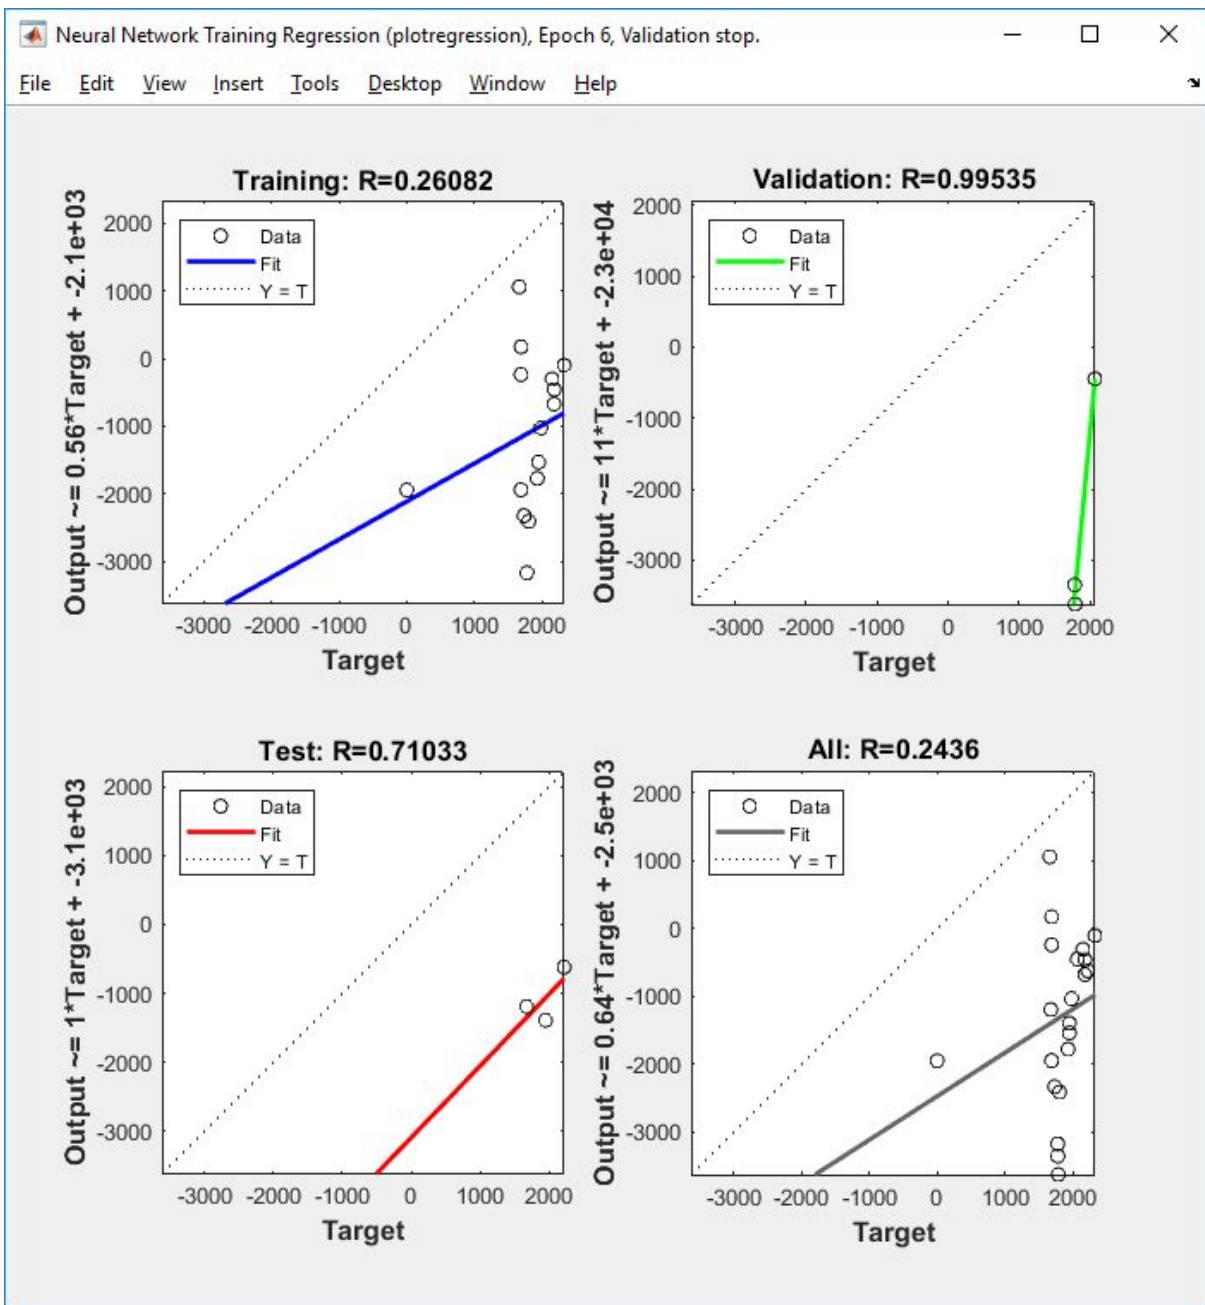 Neural Network Training Regression (plotregression), Epoch 6, Validation stop.
File Edit View Insert Tools Desktop Window Help
Training: R=0.26082
Output ~= 0.56*Target + -2.1e+03
2000
1000
0
-1000
-2000
-3000
Data
Fit
Y = T
-3000 -2000 -1000 0 1000 2000
Target
Validation: R=0.99535
Output ~= 11*Target + -2.3e+04
2000
1000
0
-1000
-2000
-3000
Data
Fit
Y = T
-3000 -2000 -1000 0 1000 2000
Target
Test: R=0.71033
Output ~= 1*Target + -3.1e+03
2000
1000
0
-1000
-2000
-3000
Data
Fit
Y = T
-3000 -2000 -1000 0 1000 2000
Target
All: R=0.2436
Output ~= 0.64*Target + -2.5e+03
2000
1000
0
-1000
-2000
-3000
Data
Fit
Y = T
-3000 -2000 -1000 0 1000 2000
Target